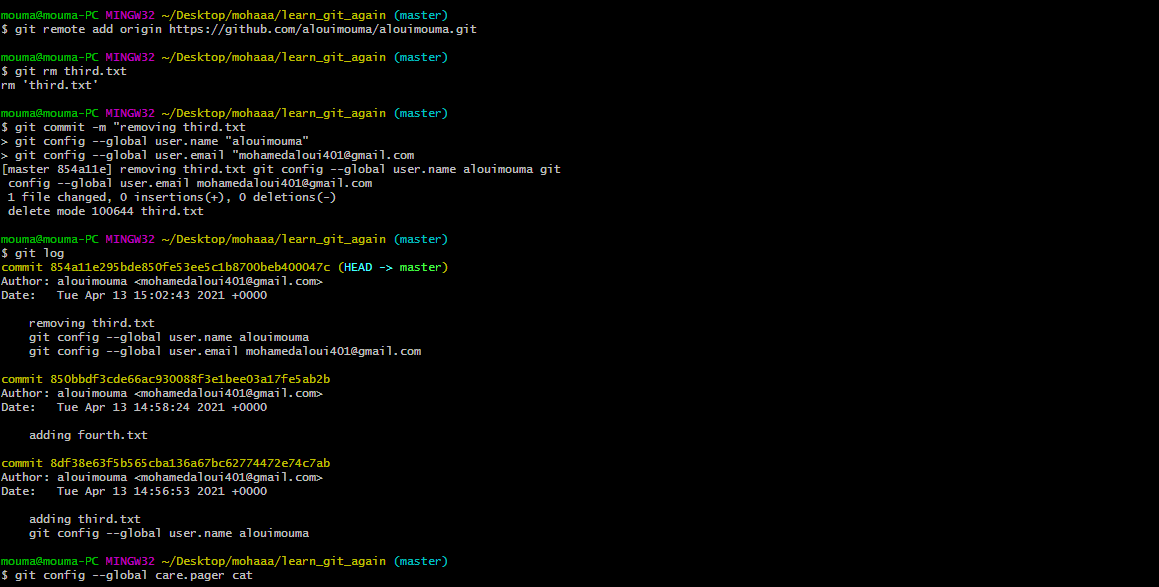 mouma@mouma-PC MINGW32 ~/Desktop/mohaaa/learn_git_again (master)
$ git remote add origin https://github.com/alouimouma/alouimouma.git
mouma@mouma-PC MINGW32 ~/Desktop/mohaaa/learn_git_again (master)
$ git rm third.txt
rm 'third.txt'
mouma@mouma-PC MINGW32 ~/Desktop/mohaaa/learn_git_again (master)
$ git commit -m "removing third.txt
> git config --global user.name "alouimouma"
> git config --global user.email "mohamedaloui401@gmail.com
[master 854a11e] removing third.txt git config --global user.name alouimouma git
config --global user.email mohamedaloui401@gmail.com
1 file changed, 0 insertions(+), 0 deletions(-)
delete mode 100644 third.txt
mouma@mouma-PC MINGW32 ~/Desktop/mohaaa/learn_git_again (master)
$ git log
commit 854a11e295bde850fe53ee5c1b8700beb400047c (HEAD -> master)
Author: alouimouma <mohamedaloui401@gmail.com>
Date:   Tue Apr 13 15:02:43 2021 +0000
removing third.txt
git config --global user.name alouimouma
git config --global user.email mohamedaloui401@gmail.com
commit 850bbdf3cde66ac930088f3e1bee03a17fe5ab2b
Author: alouimouma <mohamedaloui401@gmail.com>
Date:   Tue Apr 13 14:58:24 2021 +0000
adding fourth.txt
commit 8df38e63f5b565cba136a67bc62774472e74c7ab
Author: alouimouma <mohamedaloui401@gmail.com>
Date:   Tue Apr 13 14:56:53 2021 +0000
adding third.txt
git config --global user.name alouimouma
mouma@mouma-PC MINGW32 ~/Desktop/mohaaa/learn_git_again (master)
$ git config --global care.pager cat